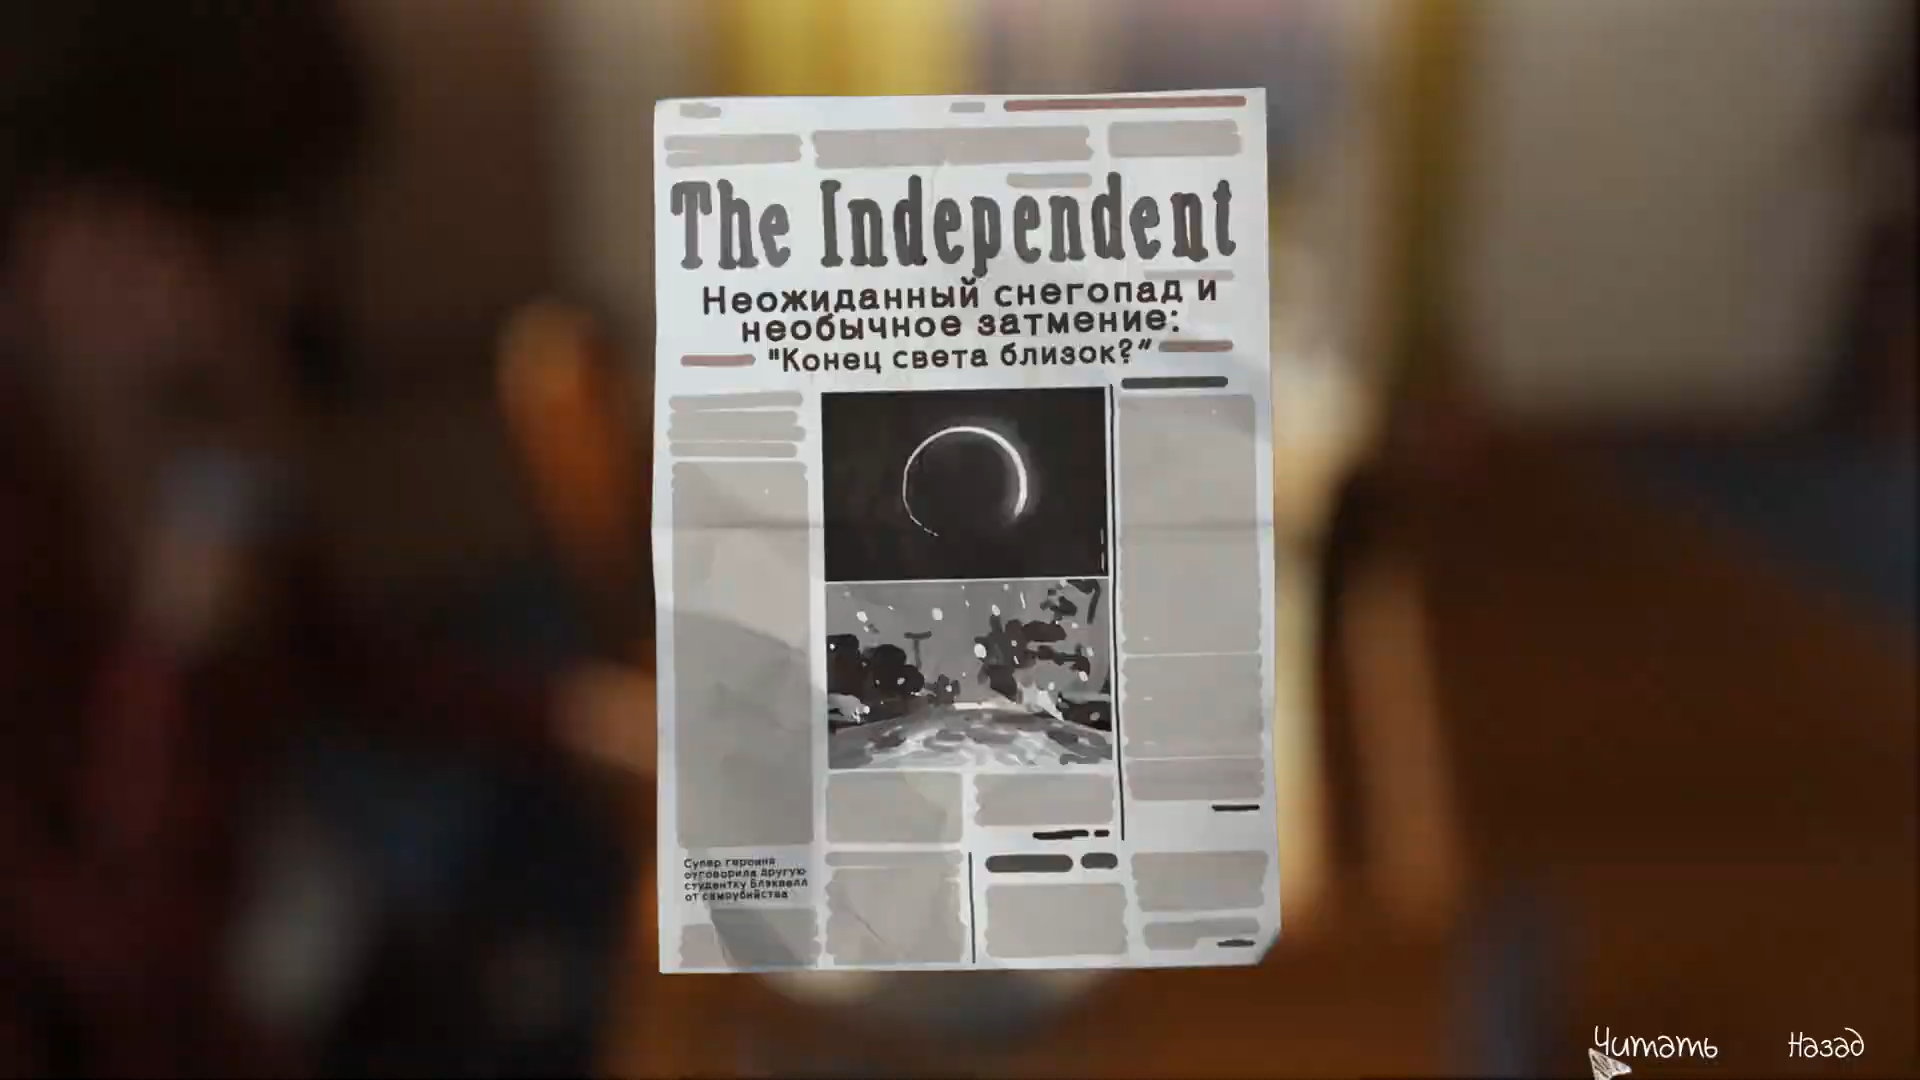 The Independent
Неожиданный снегопад и
необычное затмение:
"Конец света близок?"
Супер героиня
отговорила другую
студентку Блэквелл
от самоубийства
Читать
Назад